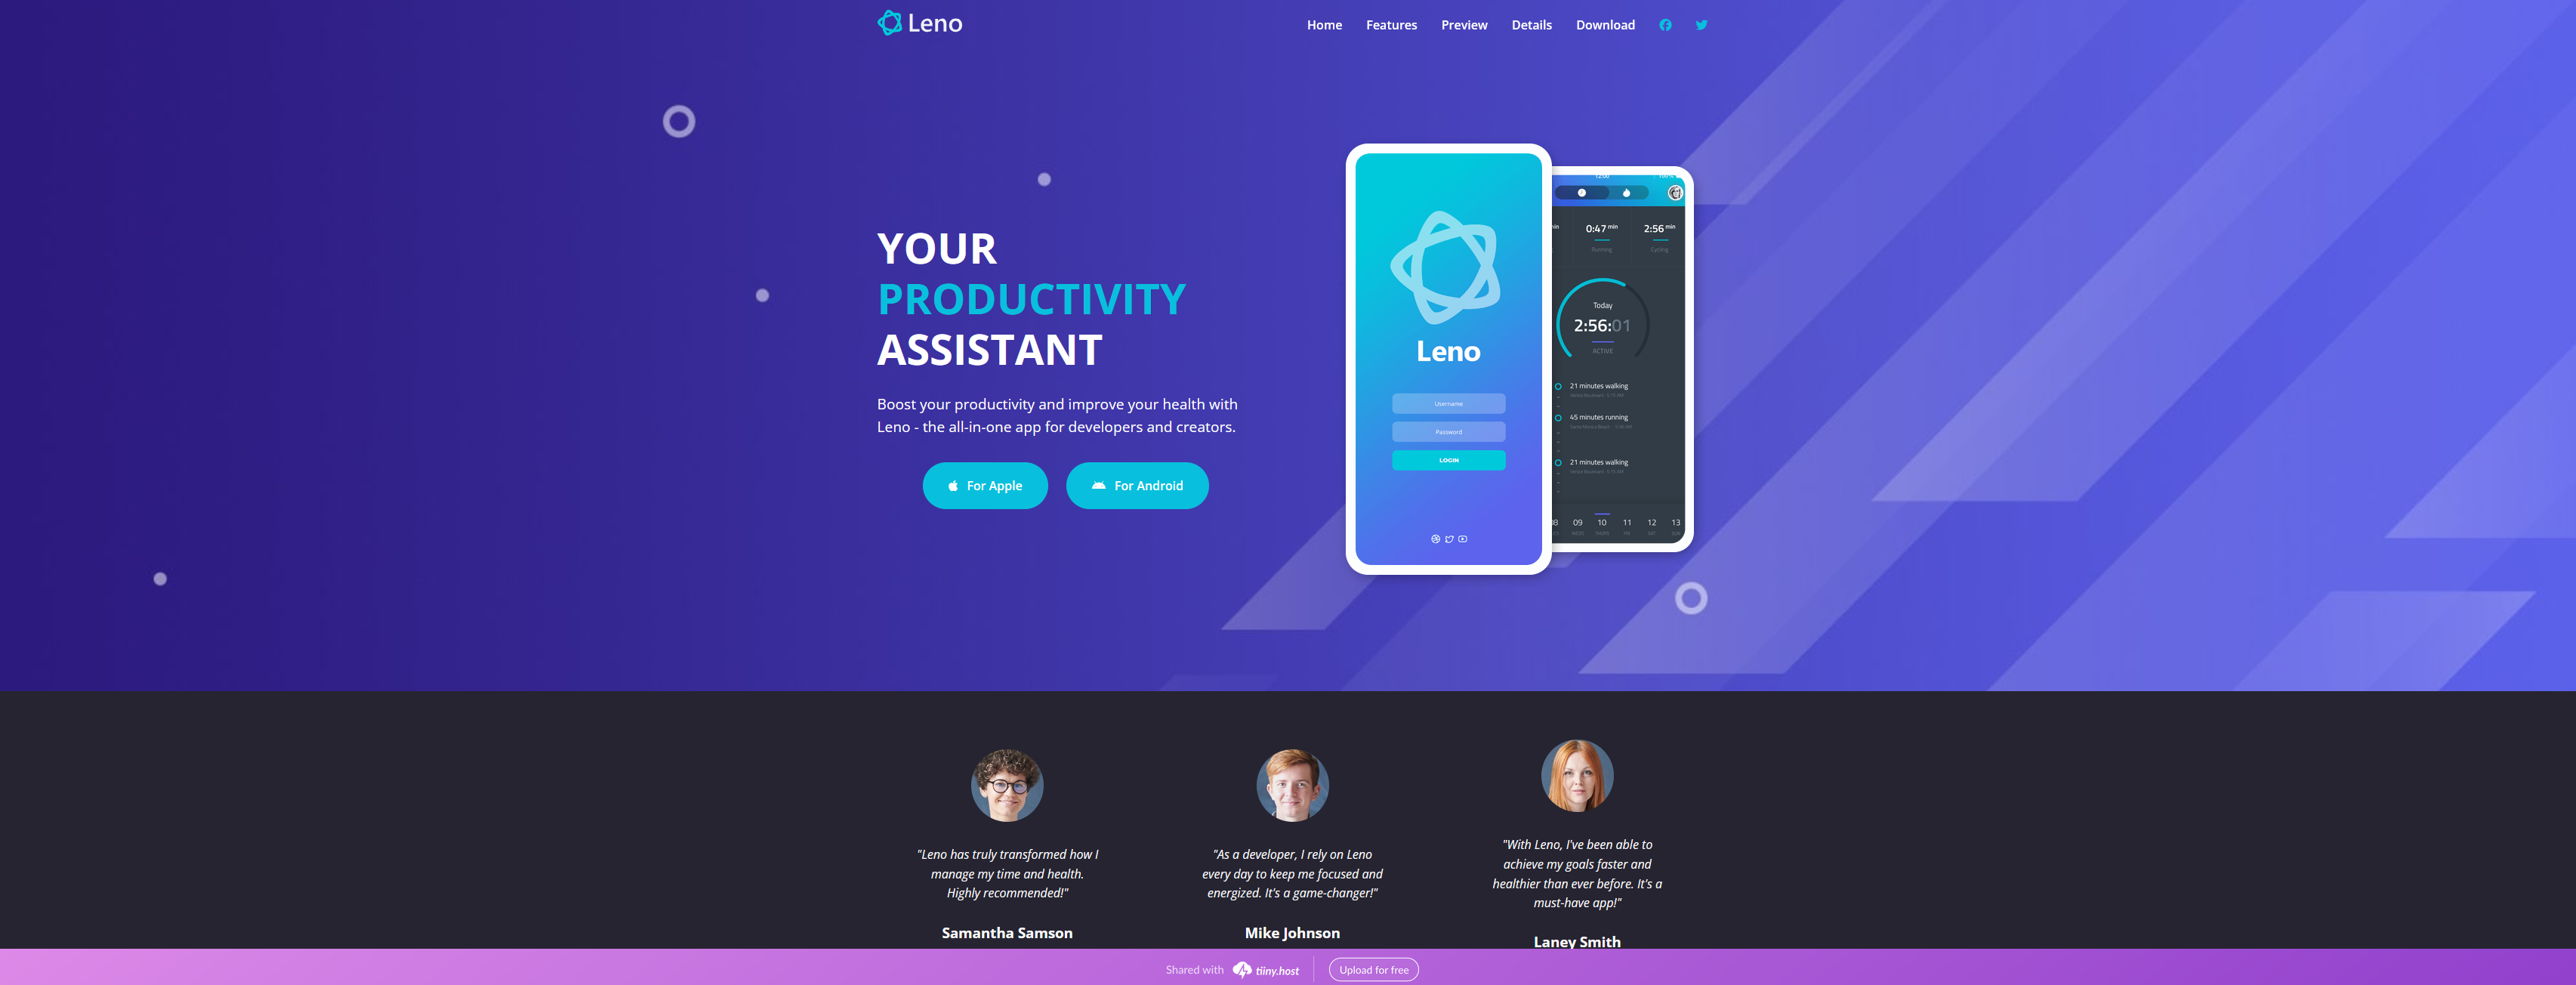 Leno
Home Features Preview Details Download
YOUR
PRODUCTIVITY
ASSISTANT
Boost your productivity and improve your health with
Leno - the all-in-one app for developers and creators.
For Apple For Android
Leno
Username
Password
LOGIN
12:00
0:47 min 2:56 min
Running Cycling
Today
2:56:01
ACTIVE
21 minutes walking
45 minutes running
21 minutes walking
09 10 11 12 13
"Leno has truly transformed how I
manage my time and health.
Highly recommended!"
Samantha Samson
"As a developer, I rely on Leno
every day to keep me focused and
energized. It's a game-changer!"
Mike Johnson
"With Leno, I've been able to
achieve my goals faster and
healthier than ever before. It's a
must-have app!"
Laney Smith
Shared with tiiny.host Upload for free